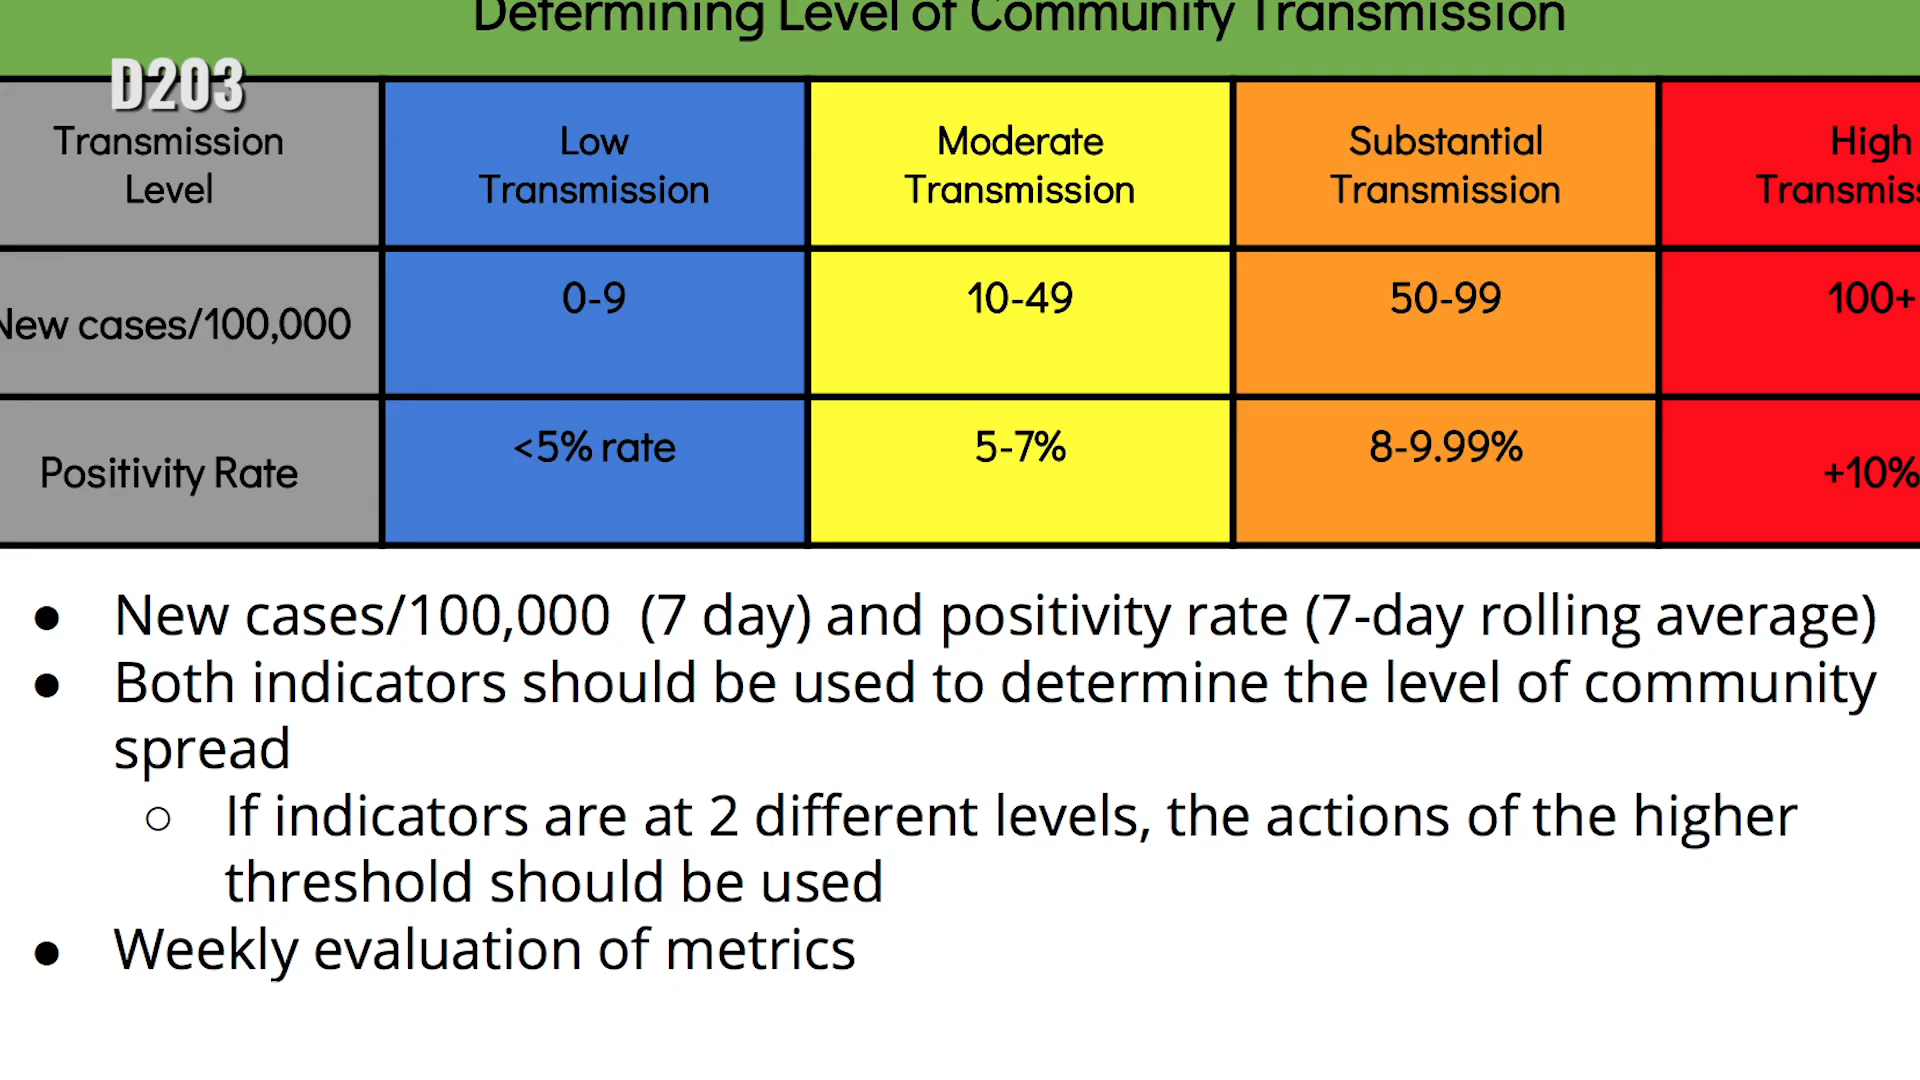 Determining Level of Community Transmission
D203
Transmission
Level
Low
Transmission
Moderate
Transmission
Substantial
Transmission
High
Transmiss
New cases/100,000
0-9
10-49
50-99
100+
Positivity Rate
<5% rate
5-7%
8-9.99%
+10%
● New cases/100,000 (7 day) and positivity rate (7-day rolling average)
● Both indicators should be used to determine the level of community
spread
○ If indicators are at 2 different levels, the actions of the higher
threshold should be used
● Weekly evaluation of metrics